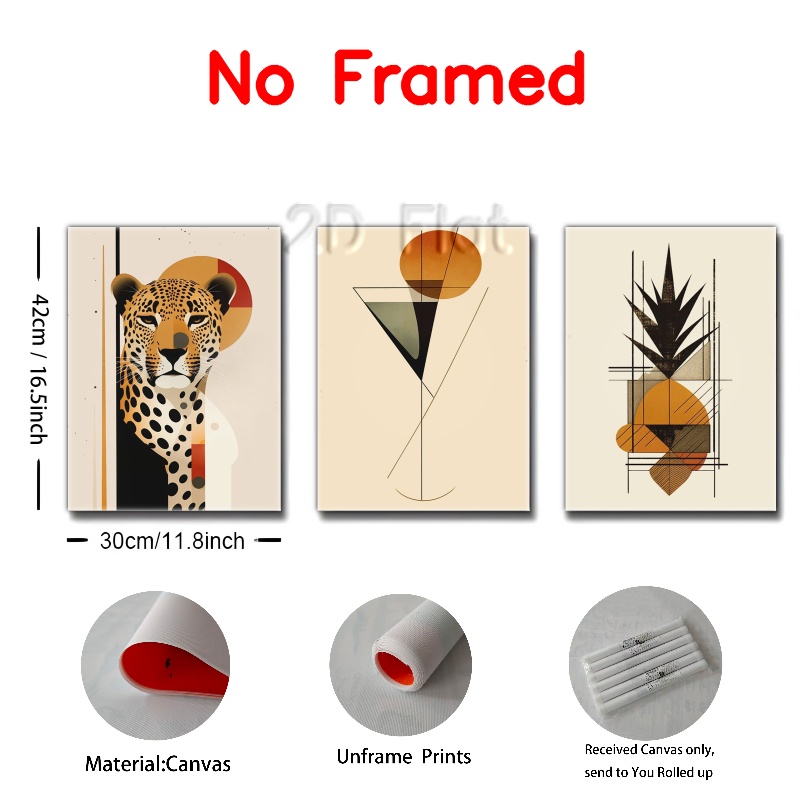 No Framed
2D Flat
42cm / 16.5inch
30cm/11.8inch
Material:Canvas
Unframe Prints
Received Canvas only,
send to You Rolled up